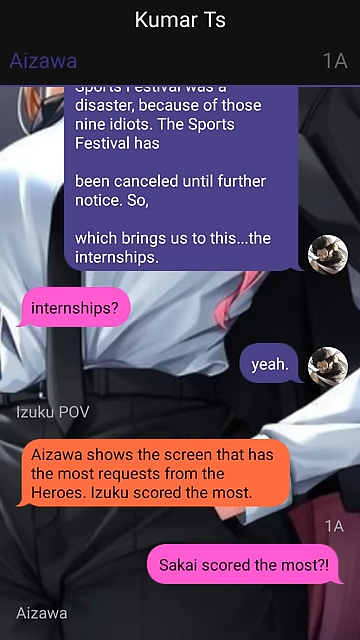 Kumar Ts
Aizawa 1A
Sports Festival was a
disaster, because of those
nine idiots. The Sports
Festival has
been canceled until further
notice. So,
which brings us to this...the
internships.
internships?
yeah.
Izuku POV
Aizawa shows the screen that has
the most requests from the
Heroes. Izuku scored the most.
1A
Sakai scored the most?!
Aizawa